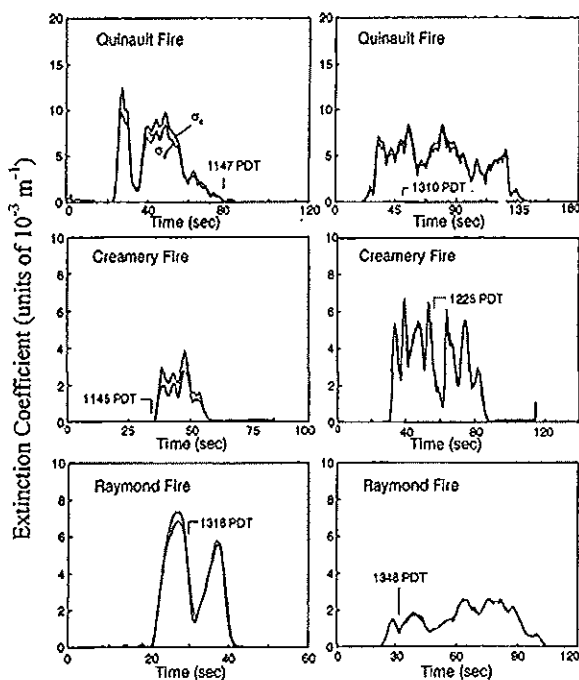 Extinction Coefficient (units of 10⁻³ m⁻¹)
Quinault Fire
20
15
10
5
0
σₑ
σ
1147 PDT
0 40 80 120
Time (sec)
Quinault Fire
20
15
10
5
0
1310 PDT
0 45 90 135 180
Time (sec)
Creamery Fire
10
8
6
4
2
0
1145 PDT
0 25 50 75 100
Time (sec)
Creamery Fire
10
8
6
4
2
0
1225 PDT
0 40 80 120
Time (sec)
Raymond Fire
10
8
6
4
2
0
1318 PDT
0 20 40 60
Time (sec)
Raymond Fire
10
8
6
4
2
0
1348 PDT
0 30 60 90 120
Time (sec)